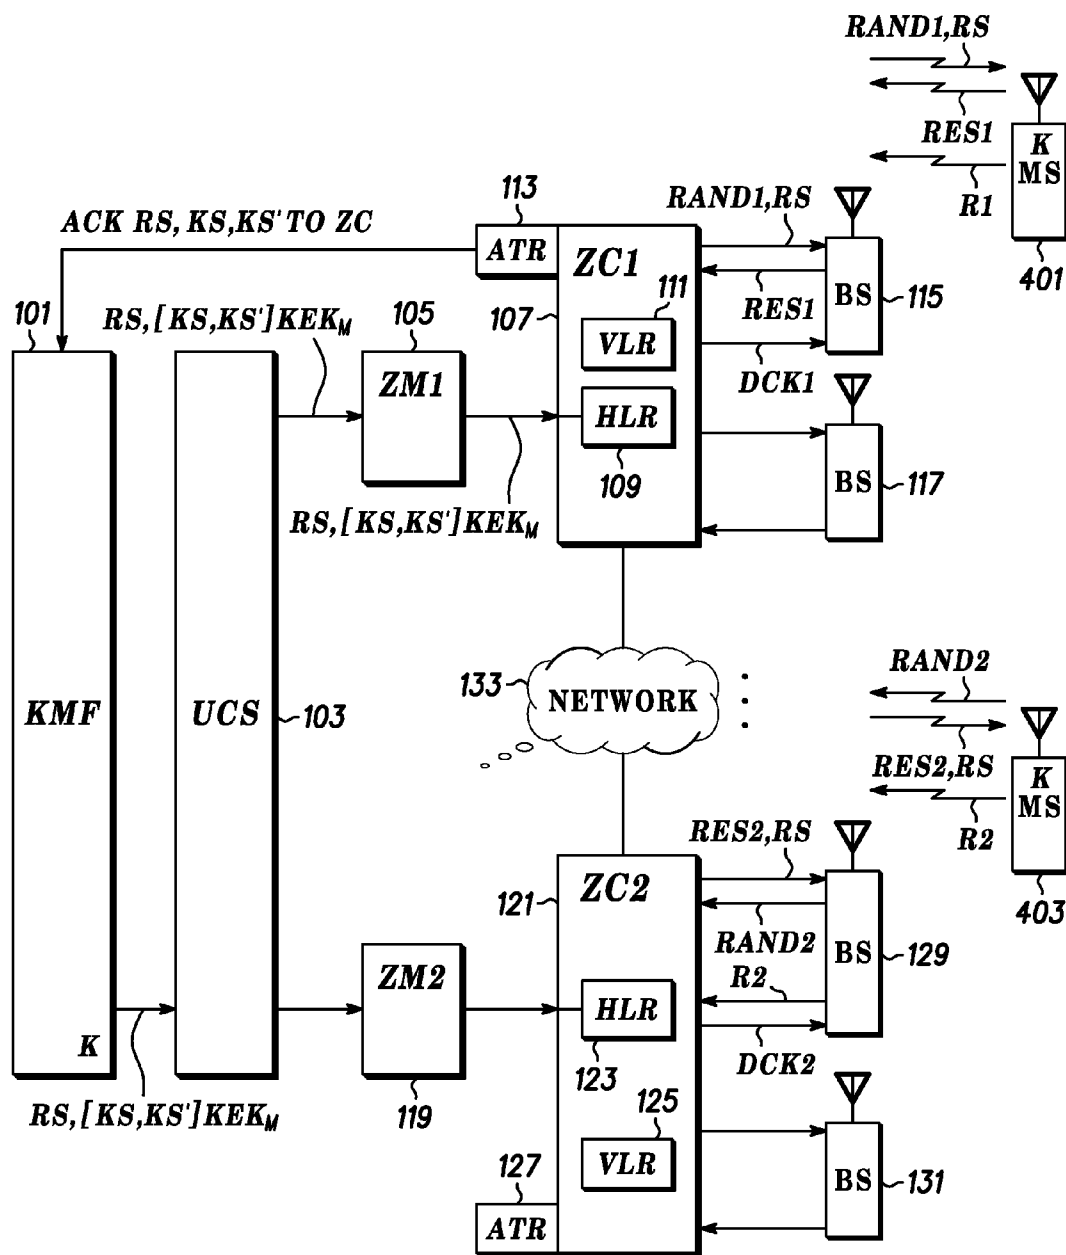 RAND1,RS
RES1
K
MS
R1
401
113
ACK RS, KS,KS' TO ZC
ATR
ZC1
RAND1,RS
RES1
BS
115
101
RS,[KS,KS']KEKM
105
107
111
VLR
DCK1
ZM1
HLR
109
BS
117
RS,[KS,KS']KEKM
KMF
UCS
103
133
NETWORK
RAND2
RES2,RS
K
MS
R2
403
RES2,RS
121
ZC2
RAND2
BS
129
R2
ZM2
HLR
123
DCK2
K
RS,[KS,KS']KEKM
119
125
VLR
BS
131
127
ATR